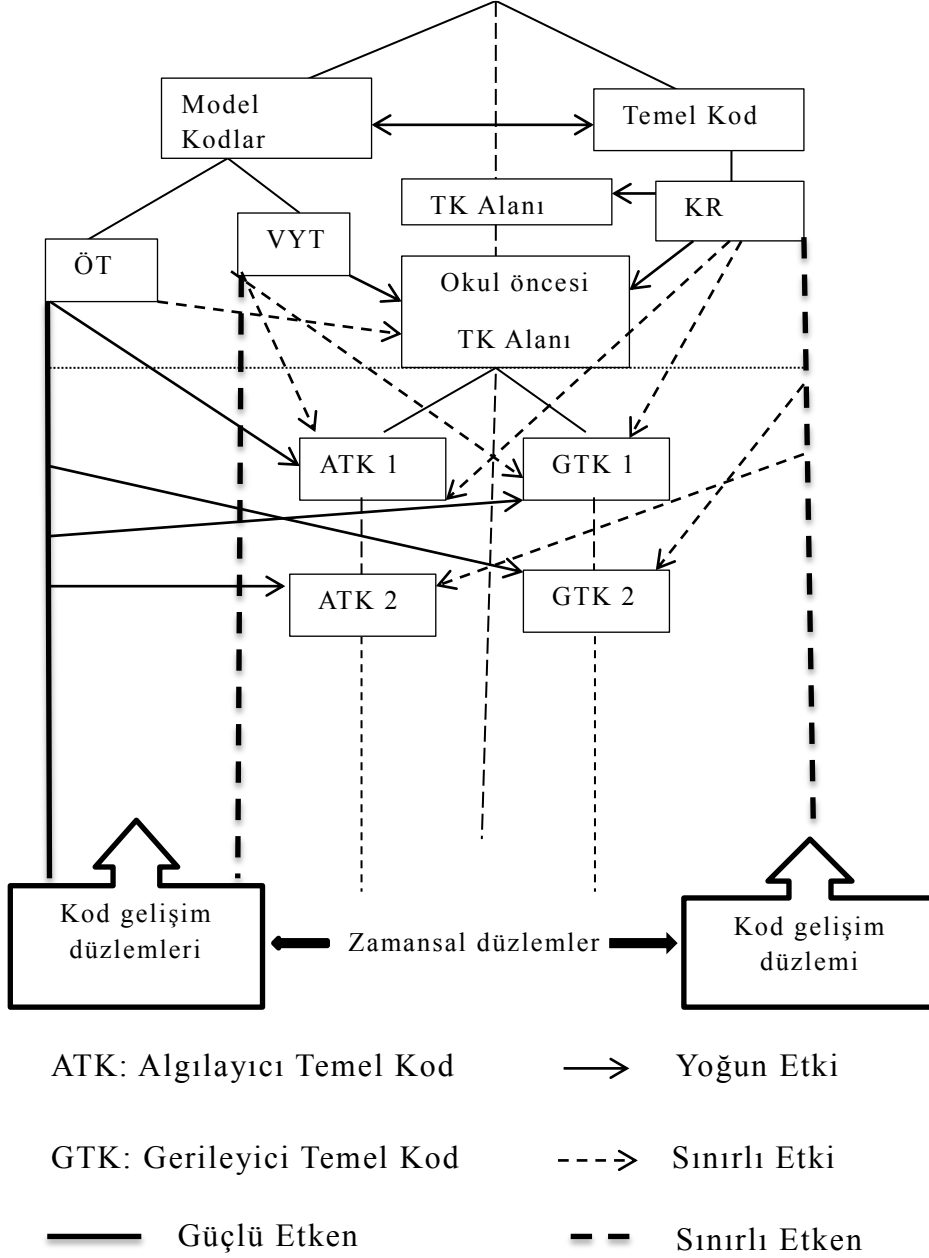 Model
Kodlar
Temel Kod
TK Alanı
KR
VYT
ÖT
Okul öncesi
TK Alanı
ATK 1
GTK 1
ATK 2
GTK 2
Kod gelişim
düzlemleri
Zamansal düzlemler
Kod gelişim
düzlemi
ATK: Algılayıcı Temel Kod
Yoğun Etki
GTK: Gerileyici Temel Kod
Sınırlı Etki
Güçlü Etken
Sınırlı Etken